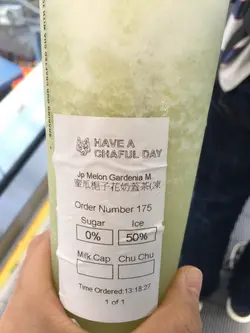 HAVE A
CHAFUL DAY
Jp Melon Gardenia M.
蜜瓜梔子花奶蓋茶(凍
Order Number 175
Sugar Ice
0% 50%
Milk Cap Chu Chu
Time Ordered:13:18:27
1 of 1